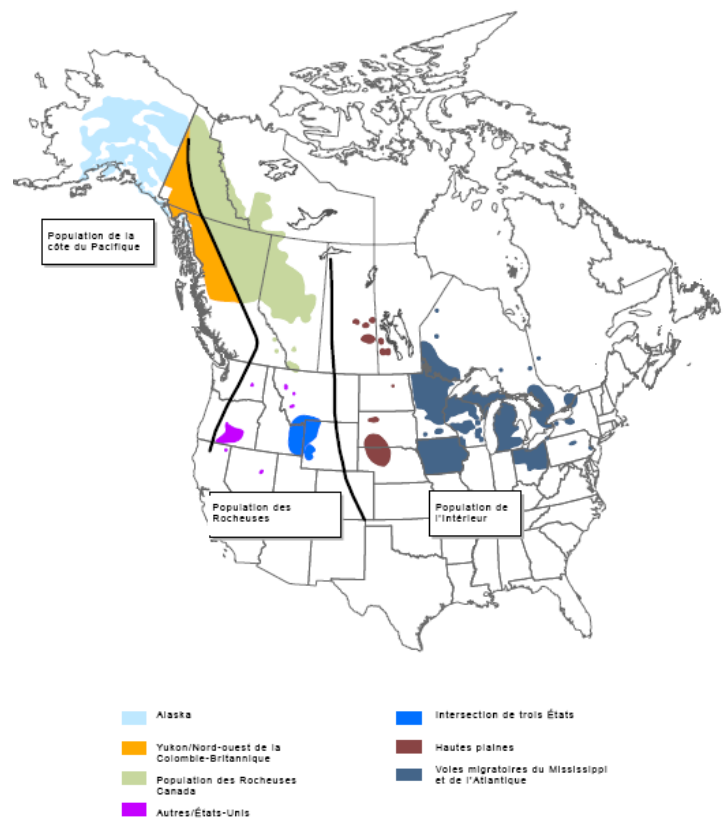 Population de la
côte du Pacifique
Population des
Rocheuses
Population de
l'Intérieur
Alaska
Yukon/Nord-ouest de la
Colombie-Britannique
Population des Rocheuses
Canada
Autres/États-Unis
Intersection de trois États
Hautes plaines
Voies migratoires du Mississippi
et de l'Atlantique